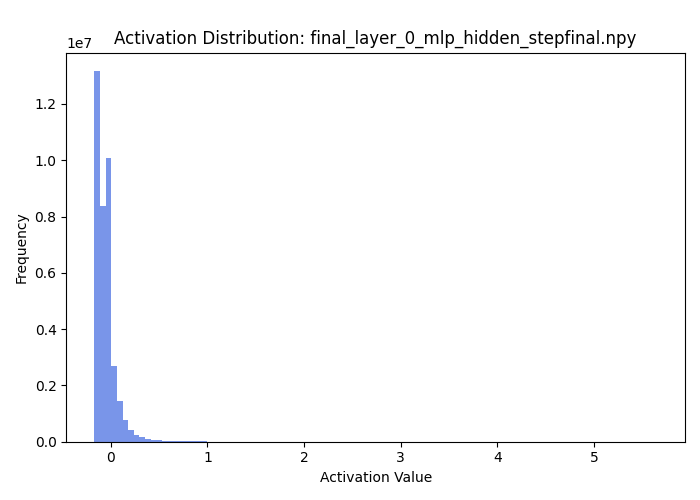 Activation Distribution: final_layer_0_mlp_hidden_stepfinal.npy
1e7
1.2
1.0
0.8
0.6
0.4
0.2
0.0
Frequency
0 1 2 3 4 5
Activation Value